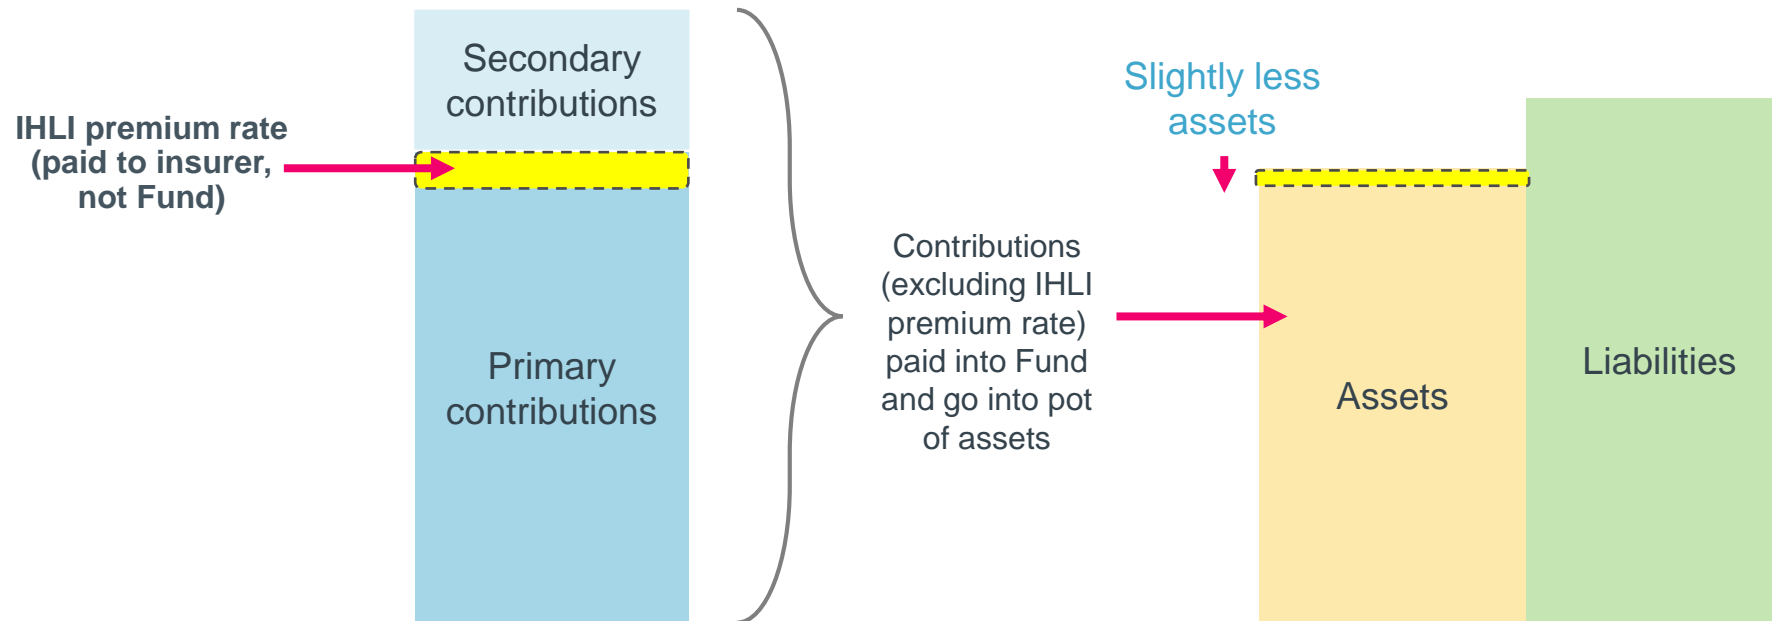 Secondary
contributions
IHLI premium rate
(paid to insurer,
not Fund)
Primary
contributions
Contributions
(excluding IHLI
premium rate)
paid into Fund
and go into pot
of assets
Slightly less
assets
Assets
Liabilities